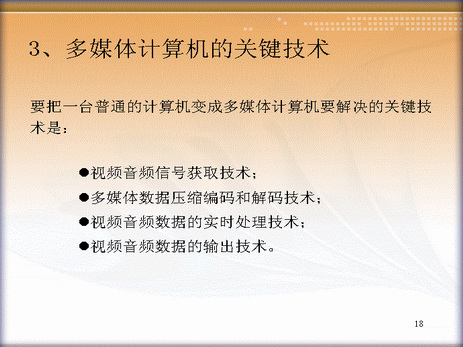 3、多媒体计算机的关键技术
要把一台普通的计算机变成多媒体计算机要解决的关键技
术是:
●视频音频信号获取技术;
●多媒体数据压缩编码和解码技术;
●视频音频数据的实时处理技术;
●视频音频数据的输出技术。
18